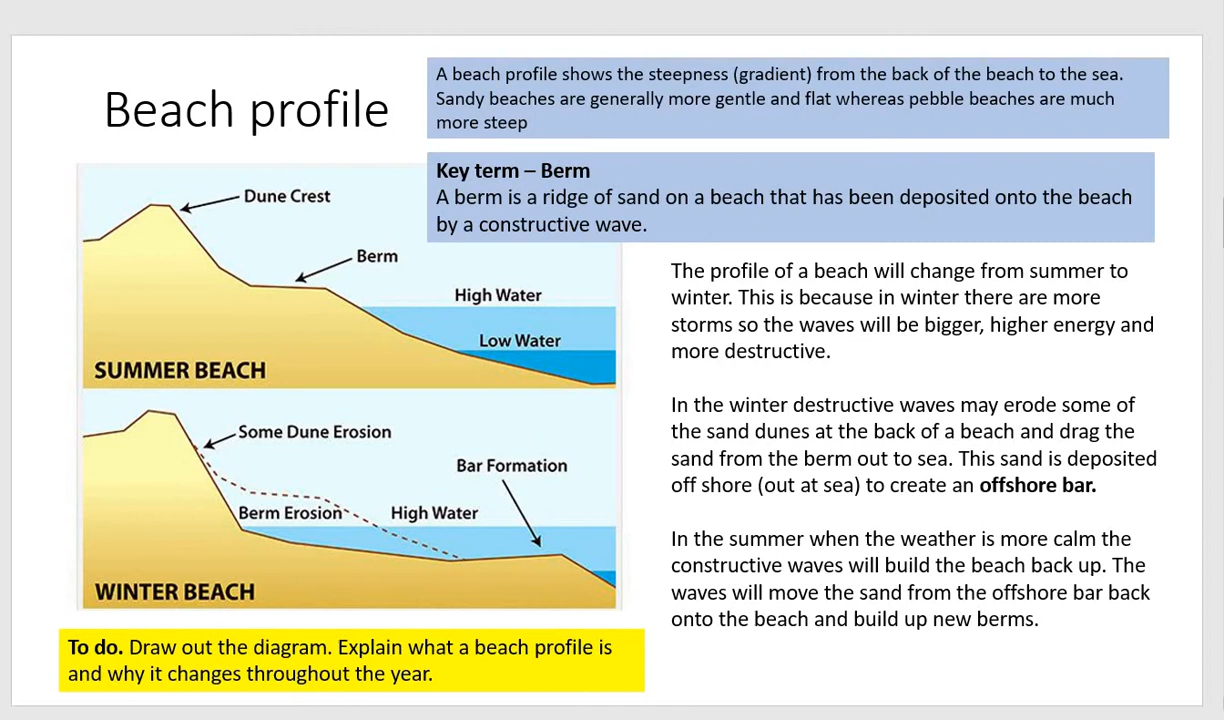 Beach profile
A beach profile shows the steepness (gradient) from the back of the beach to the sea.
Sandy beaches are generally more gentle and flat whereas pebble beaches are much
more steep
Key term – Berm
A berm is a ridge of sand on a beach that has been deposited onto the beach
by a constructive wave.
Dune Crest
Berm
High Water
Low Water
SUMMER BEACH
Some Dune Erosion
Bar Formation
Berm Erosion
High Water
WINTER BEACH
The profile of a beach will change from summer to
winter. This is because in winter there are more
storms so the waves will be bigger, higher energy and
more destructive.
In the winter destructive waves may erode some of
the sand dunes at the back of a beach and drag the
sand from the berm out to sea. This sand is deposited
off shore (out at sea) to create an offshore bar.
In the summer when the weather is more calm the
constructive waves will build the beach back up. The
waves will move the sand from the offshore bar back
onto the beach and build up new berms.
To do. Draw out the diagram. Explain what a beach profile is
and why it changes throughout the year.